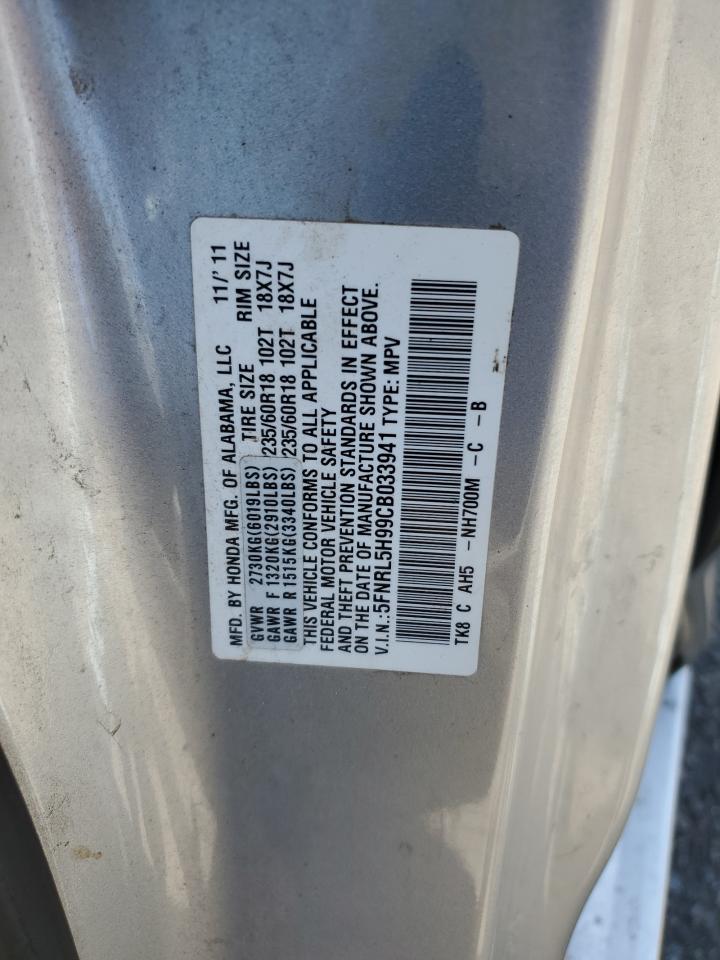 MFD. BY HONDA MFG. OF ALABAMA, LLC 11/'11
TIRE SIZE RIM SIZE
GVWR 2730KG(6019LBS)
GAWR F 1320KG(2910LBS) 235/60R18 102T 18X7J
GAWR R 1515KG(3340LBS) 235/60R18 102T 18X7J
THIS VEHICLE CONFORMS TO ALL APPLICABLE
FEDERAL MOTOR VEHICLE SAFETY
AND THEFT PREVENTION STANDARDS IN EFFECT
ON THE DATE OF MANUFACTURE SHOWN ABOVE.
V.I.N.:5FNRL5H99CB033941 TYPE: MPV
TK8 C AH5 -NH700M -C -B